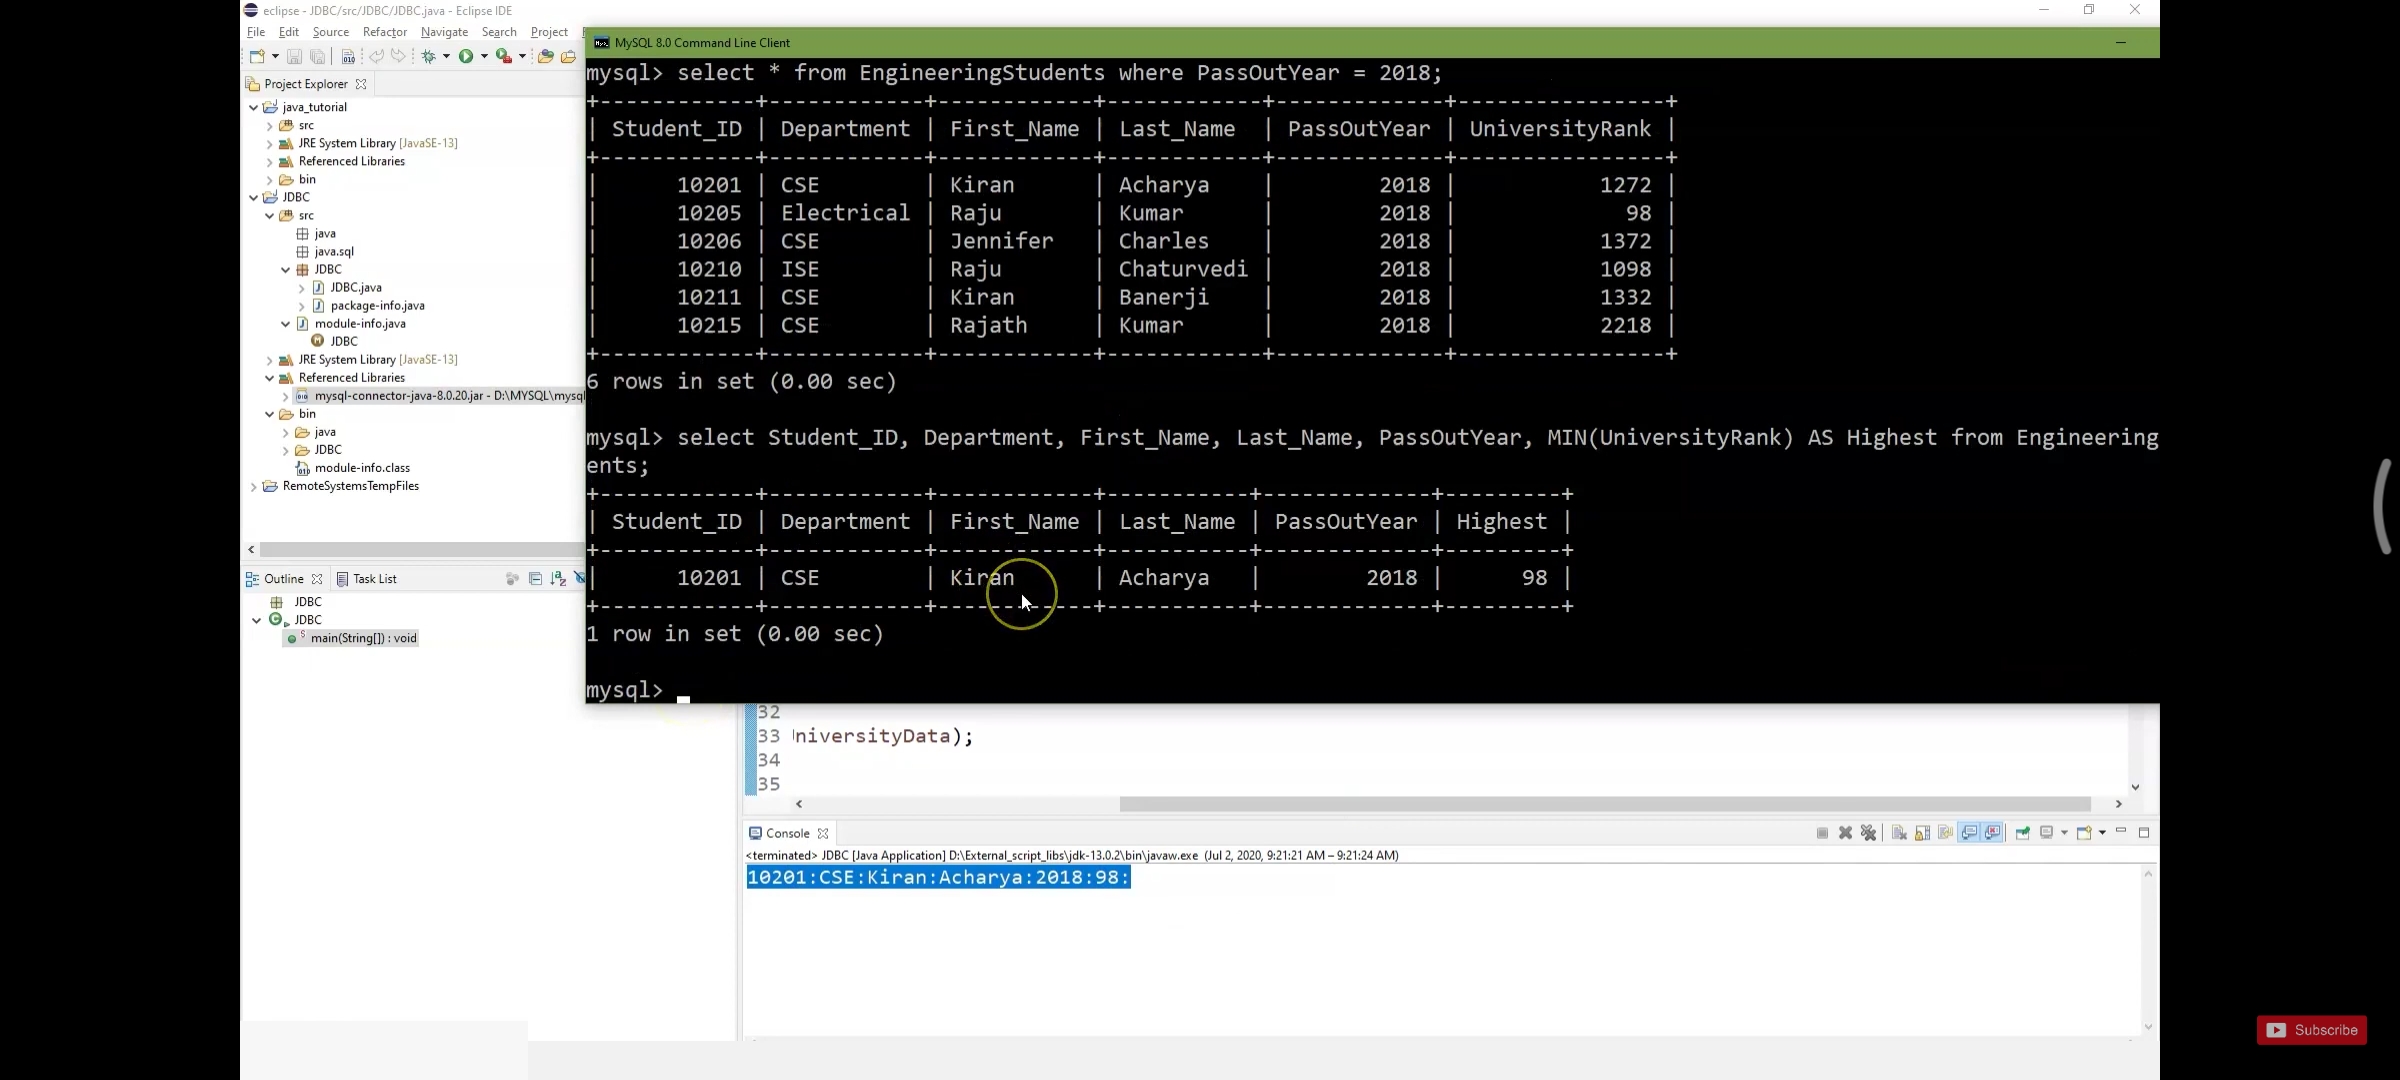 eclipse - JDBC/src/JDBC/JDBC.java - Eclipse IDE
File Edit Source Refactor Navigate Search Project
Project Explorer
java_tutorial
src
JRE System Library [JavaSE-13]
Referenced Libraries
bin
JDBC
src
java
java.sql
JDBC
JDBC.java
package-info.java
module-info.java
JDBC
JRE System Library [JavaSE-13]
Referenced Libraries
mysql-connector-java-8.0.20.jar - D:\MYSQL\mysql
bin
java
JDBC
module-info.class
RemoteSystemsTempFiles
Outline Task List
JDBC
JDBC
main(String[]) : void
MySQL 8.0 Command Line Client
mysql> select * from EngineeringStudents where PassOutYear = 2018;
+------------+------------+------------+------------+-------------+----------------+
| Student_ID | Department | First_Name | Last_Name | PassOutYear | UniversityRank |
+------------+------------+------------+------------+-------------+----------------+
| 10201 | CSE | Kiran | Acharya | 2018 | 1272 |
| 10205 | Electrical | Raju | Kumar | 2018 | 98 |
| 10206 | CSE | Jennifer | Charles | 2018 | 1372 |
| 10210 | ISE | Raju | Chaturvedi | 2018 | 1098 |
| 10211 | CSE | Kiran | Banerji | 2018 | 1332 |
| 10215 | CSE | Rajath | Kumar | 2018 | 2218 |
+------------+------------+------------+------------+-------------+----------------+
6 rows in set (0.00 sec)
mysql> select Student_ID, Department, First_Name, Last_Name, PassOutYear, MIN(UniversityRank) AS Highest from Engineering
ents;
+------------+------------+------------+-----------+-------------+---------+
| Student_ID | Department | First_Name | Last_Name | PassOutYear | Highest |
+------------+------------+------------+-----------+-------------+---------+
| 10201 | CSE | Kiran | Acharya | 2018 | 98 |
+------------+------------+------------+-----------+-------------+---------+
1 row in set (0.00 sec)
mysql>
32
33 niversityData);
34
35
Console
<terminated> JDBC [Java Application] D:\External_script_libs\jdk-13.0.2\bin\javaw.exe (Jul 2, 2020, 9:21:21 AM – 9:21:24 AM)
10201:CSE:Kiran:Acharya:2018:98:
Subscribe